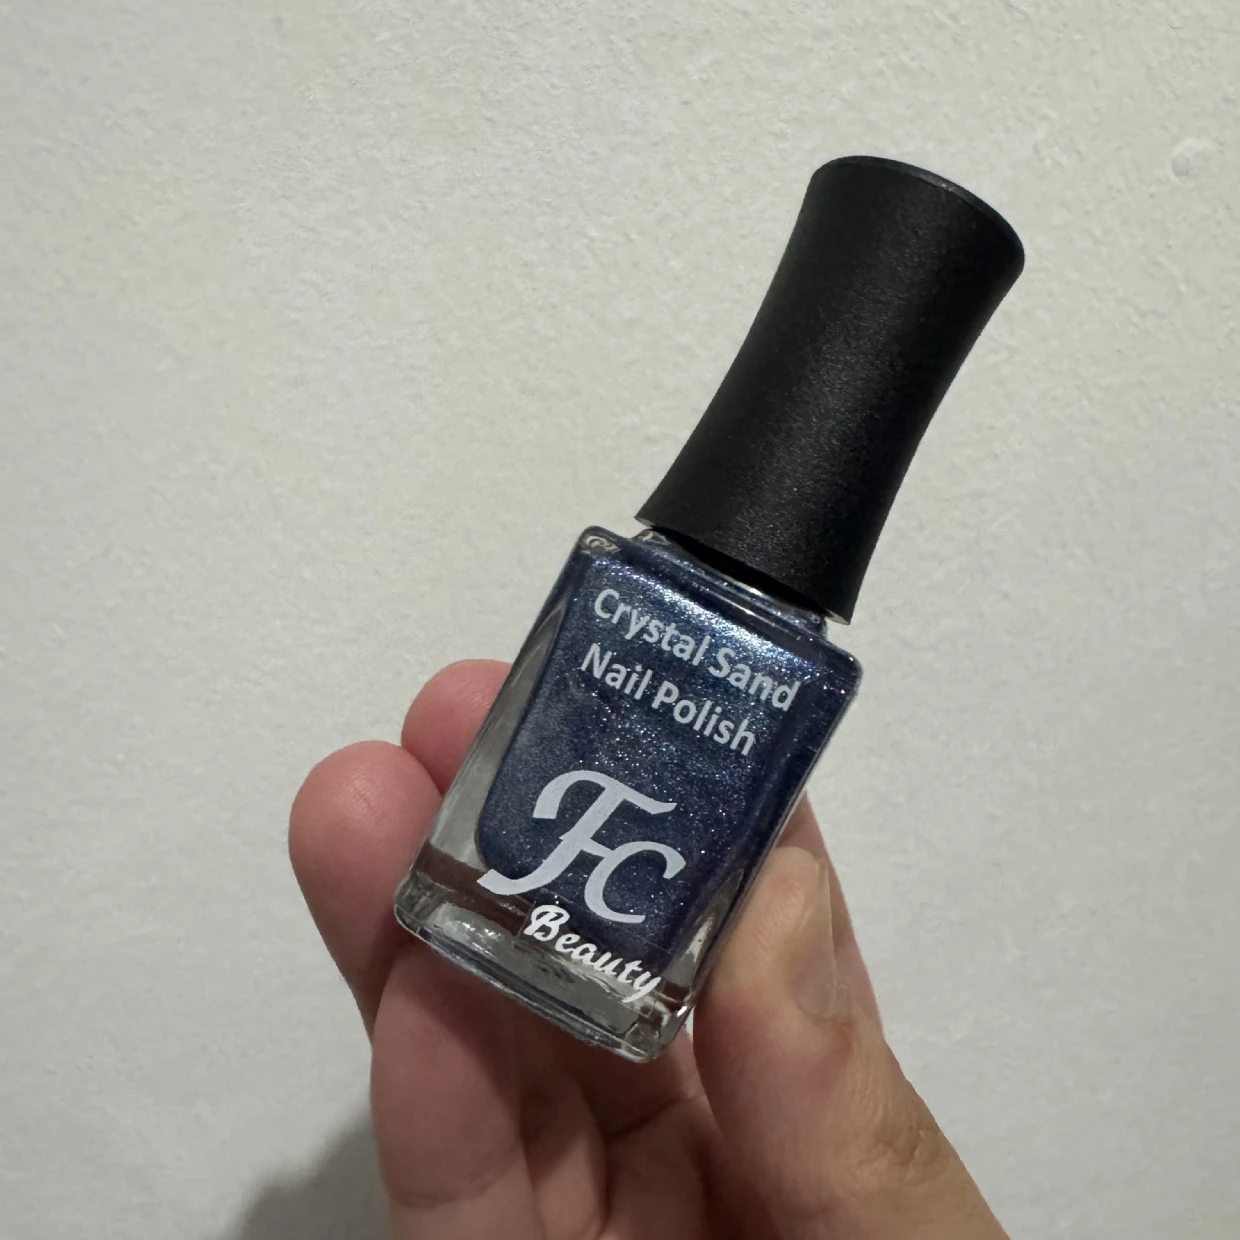 Crystal Sand
Nail Polish
FC
Beauty